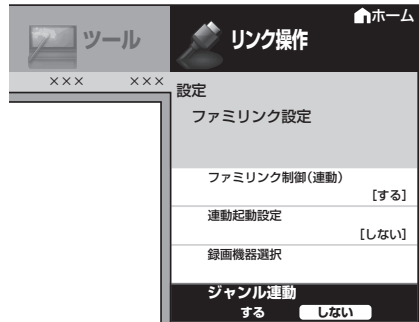 ホーム
ツール
リンク操作
××× ×××
設定
ファミリンク設定
ファミリンク制御(連動)
[する]
連動起動設定
[しない]
録画機器選択
ジャンル連動
する しない